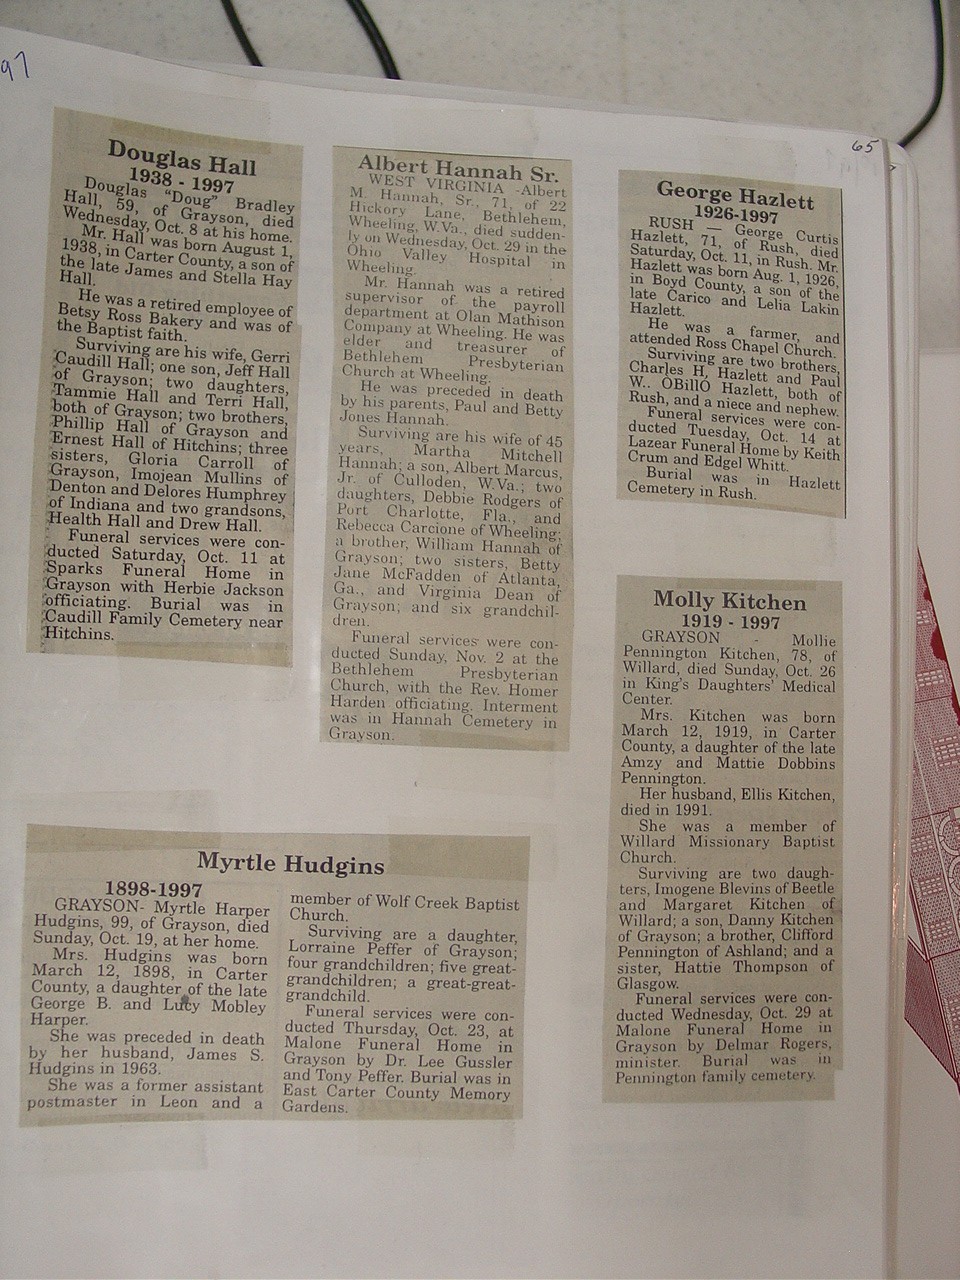 97
65
Douglas Hall
1938 - 1997
Douglas "Doug" Bradley
Hall, 59, of Grayson, died
Wednesday, Oct. 8 at his home.
Mr. Hall was born August 1,
1938, in Carter County, a son of
the late James and Stella Hay
Hall.
He was a retired employee of
Betsy Ross Bakery and was of
the Baptist faith.
Surviving are his wife, Gerri
Caudill Hall; one son, Jeff Hall
of Grayson; two daughters,
Tammie Hall and Terri Hall,
both of Grayson; two brothers,
Phillip Hall of Grayson and
Ernest Hall of Hitchins; three
sisters, Gloria Carroll of
Grayson, Imojean Mullins of
Denton and Delores Humphrey
of Indiana and two grandsons,
Health Hall and Drew Hall.
Funeral services were con-
ducted Saturday, Oct. 11 at
Sparks Funeral Home in
Grayson with Herbie Jackson
officiating. Burial was in
Caudill Family Cemetery near
Hitchins.
Albert Hannah Sr.
WEST VIRGINIA -Albert
M. Hannah, Sr., 71, of 22
Hickory Lane, Bethlehem,
Wheeling, W.Va., died sudden-
ly on Wednesday, Oct. 29 in the
Ohio Valley Hospital in
Wheeling.
Mr. Hannah was a retired
supervisor of the payroll
department at Olan Mathison
Company at Wheeling. He was
elder and treasurer of
Bethlehem Presbyterian
Church at Wheeling.
He was preceded in death
by his parents, Paul and Betty
Jones Hannah.
Surviving are his wife of 45
years, Martha Mitchell
Hannah; a son, Albert Marcus,
Jr. of Culloden, W.Va.; two
daughters, Debbie Rodgers of
Port Charlotte, Fla., and
Rebecca Carcione of Wheeling;
a brother, William Hannah of
Grayson; two sisters, Betty
Jane McFadden of Atlanta,
Ga., and Virginia Dean of
Grayson; and six grandchil-
dren.
Funeral services were con-
ducted Sunday, Nov. 2 at the
Bethlehem Presbyterian
Church, with the Rev. Homer
Harden officiating. Interment
was in Hannah Cemetery in
Grayson.
George Hazlett
1926-1997
RUSH — George Curtis
Hazlett, 71, of Rush, died
Saturday, Oct. 11, in Rush. Mr.
Hazlett was born Aug. 1, 1926,
in Boyd County, a son of the
late Carico and Lelia Lakin
Hazlett.
He was a farmer, and
attended Ross Chapel Church.
Surviving are two brothers,
Charles H. Hazlett and Paul
W.. ÒBillÓ Hazlett, both of
Rush, and a niece and nephew.
Funeral services were con-
ducted Tuesday, Oct. 14 at
Lazear Funeral Home by Keith
Crum and Edgel Whitt.
Burial was in Hazlett
Cemetery in Rush.
Molly Kitchen
1919 - 1997
GRAYSON - Mollie
Pennington Kitchen, 78, of
Willard, died Sunday, Oct. 26
in King's Daughters' Medical
Center.
Mrs. Kitchen was born
March 12, 1919, in Carter
County, a daughter of the late
Amzy and Mattie Dobbins
Pennington.
Her husband, Ellis Kitchen,
died in 1991.
She was a member of
Willard Missionary Baptist
Church.
Surviving are two daugh-
ters, Imogene Blevins of Beetle
and Margaret Kitchen of
Willard; a son, Danny Kitchen
of Grayson; a brother, Clifford
Pennington of Ashland; and a
sister, Hattie Thompson of
Glasgow.
Funeral services were con-
ducted Wednesday, Oct. 29 at
Malone Funeral Home in
Grayson by Delmar Rogers,
minister. Burial was in
Pennington family cemetery.
Myrtle Hudgins
1898-1997
GRAYSON- Myrtle Harper
Hudgins, 99, of Grayson, died
Sunday, Oct. 19, at her home.
Mrs. Hudgins was born
March 12, 1898, in Carter
County, a daughter of the late
George B. and Lucy Mobley
Harper.
She was preceded in death
by her husband, James S.
Hudgins in 1963.
She was a former assistant
postmaster in Leon and a
member of Wolf Creek Baptist
Church.
Surviving are a daughter,
Lorraine Peffer of Grayson;
four grandchildren; five great-
grandchildren; a great-great-
grandchild.
Funeral services were con-
ducted Thursday, Oct. 23, at
Malone Funeral Home in
Grayson by Dr. Lee Gussler
and Tony Peffer. Burial was in
East Carter County Memory
Gardens.